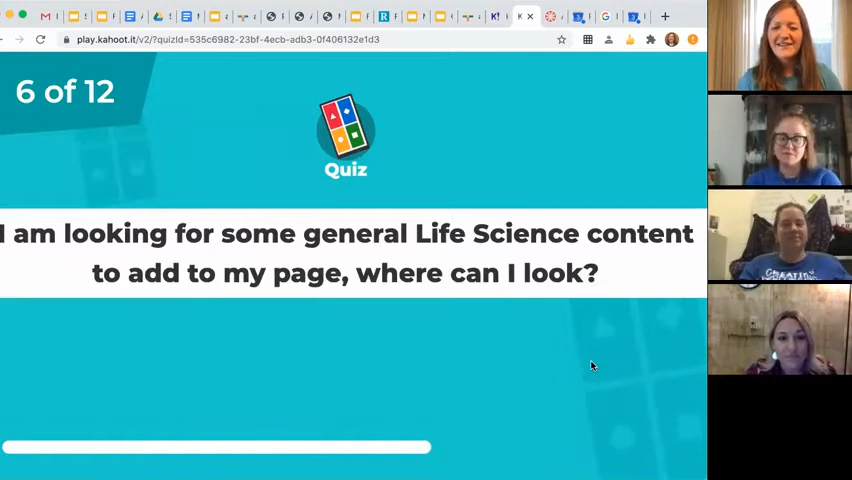 play.kahoot.it/v2/?quizId=535c6982-23bf-4ecb-adb3-0f406132e1d3
6 of 12
Quiz
I am looking for some general Life Science content
to add to my page, where can I look?